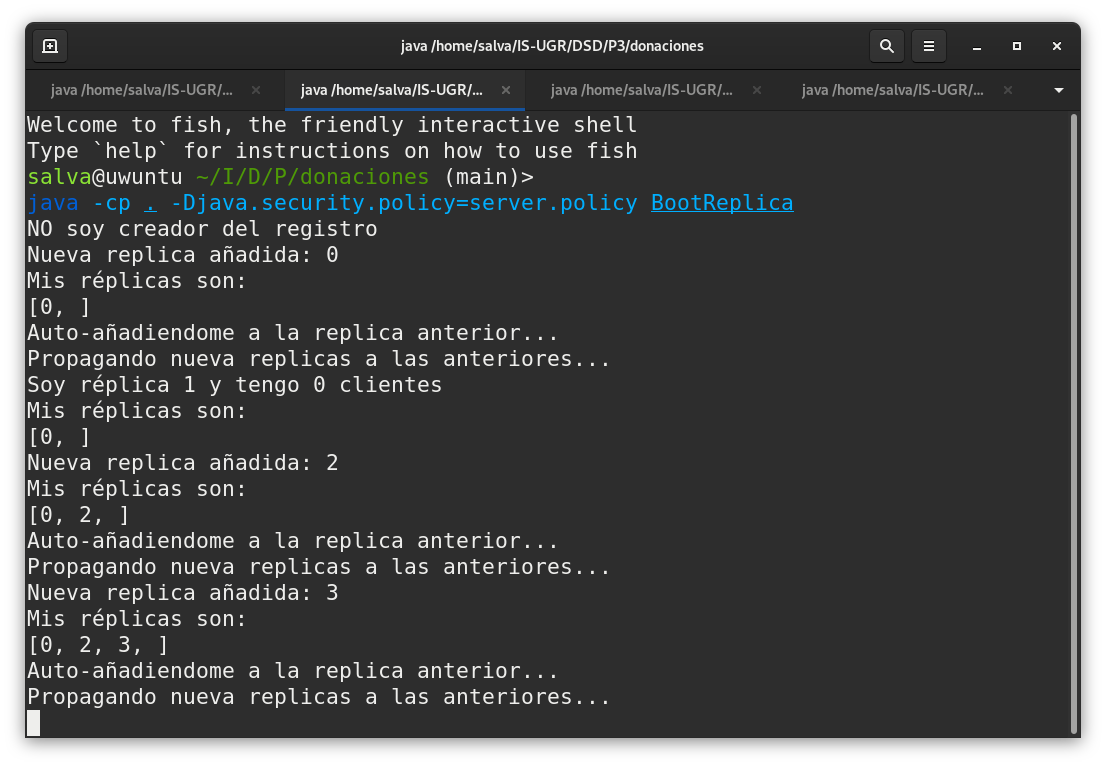 java /home/salva/IS-UGR/DSD/P3/donaciones
java /home/salva/IS-UGR/... java /home/salva/IS-UGR/... java /home/salva/IS-UGR/... java /home/salva/IS-UGR/...
Welcome to fish, the friendly interactive shell
Type `help` for instructions on how to use fish
salva@uwuntu ~/I/D/P/donaciones (main)>
java -cp . -Djava.security.policy=server.policy BootReplica
NO soy creador del registro
Nueva replica añadida: 0
Mis réplicas son:
[0, ]
Auto-añadiendome a la replica anterior...
Propagando nueva replicas a las anteriores...
Soy réplica 1 y tengo 0 clientes
Mis réplicas son:
[0, ]
Nueva replica añadida: 2
Mis réplicas son:
[0, 2, ]
Auto-añadiendome a la replica anterior...
Propagando nueva replicas a las anteriores...
Nueva replica añadida: 3
Mis réplicas son:
[0, 2, 3, ]
Auto-añadiendome a la replica anterior...
Propagando nueva replicas a las anteriores...